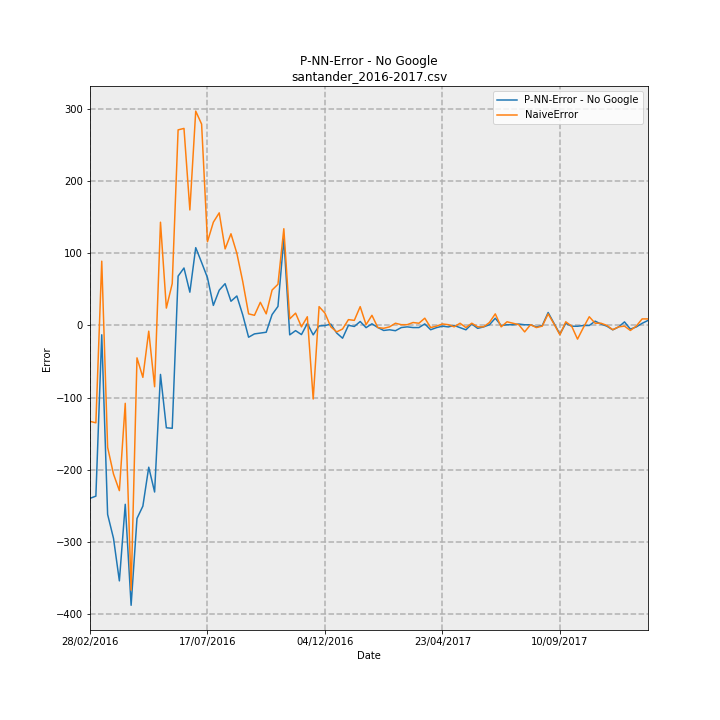 P-NN-Error - No Google
santander_2016-2017.csv
P-NN-Error - No Google
NaiveError
300
200
100
0
−100
−200
−300
−400
Error
28/02/2016 17/07/2016 04/12/2016 23/04/2017 10/09/2017
Date